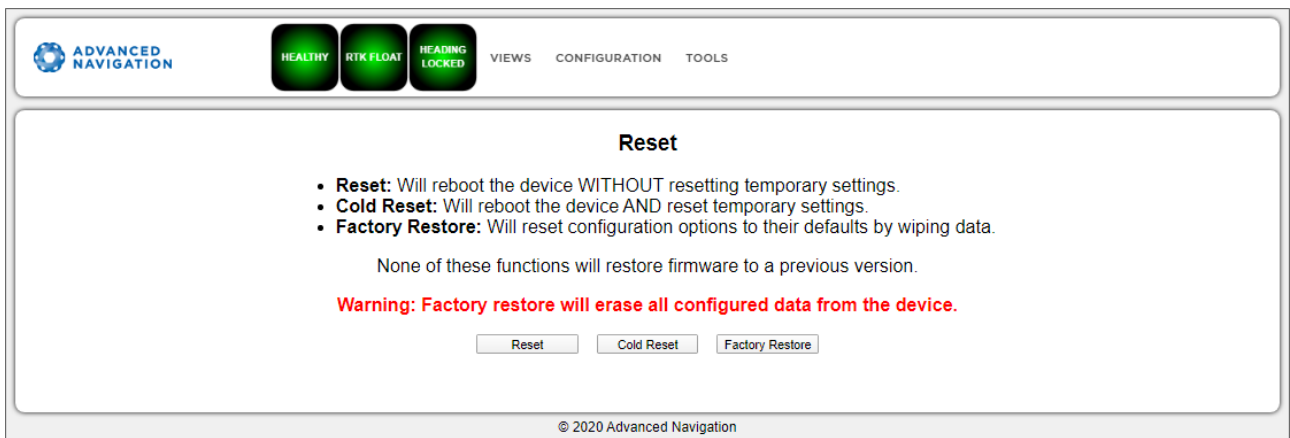 ADVANCED
NAVIGATION
HEALTHY
RTK FLOAT
HEADING
LOCKED
VIEWS
CONFIGURATION
TOOLS
Reset
• Reset: Will reboot the device WITHOUT resetting temporary settings.
• Cold Reset: Will reboot the device AND reset temporary settings.
• Factory Restore: Will reset configuration options to their defaults by wiping data.
None of these functions will restore firmware to a previous version.
Warning: Factory restore will erase all configured data from the device.
Reset
Cold Reset
Factory Restore
© 2020 Advanced Navigation